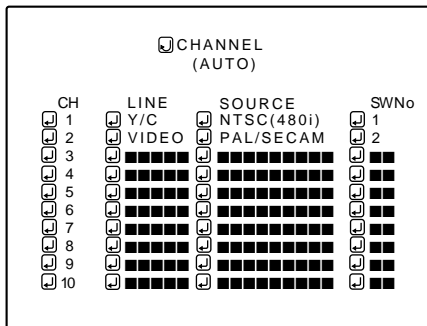 CHANNEL
(AUTO)
CH LINE SOURCE SWNo
1 Y/C NTSC(480i) 1
2 VIDEO PAL/SECAM 2
3
4
5
6
7
8
9
10